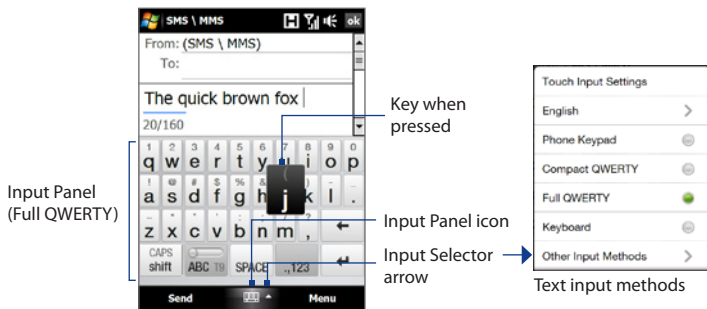 SMS \ MMS
ok
From: (SMS \ MMS)
To:
The quick brown fox
20/160
1 2 3 4 5 6 7 8 9 0
q w e r t y u i o p
! @ # $ % &
a s d f g h j k l .
z x c v b n m ,
CAPS
shift ABC T9 SPACE .,123
Send Menu
Input Panel
(Full QWERTY)
Key when
pressed
Input Panel icon
Input Selector
arrow
Touch Input Settings
English
Phone Keypad
Compact QWERTY
Full QWERTY
Keyboard
Other Input Methods
Text input methods